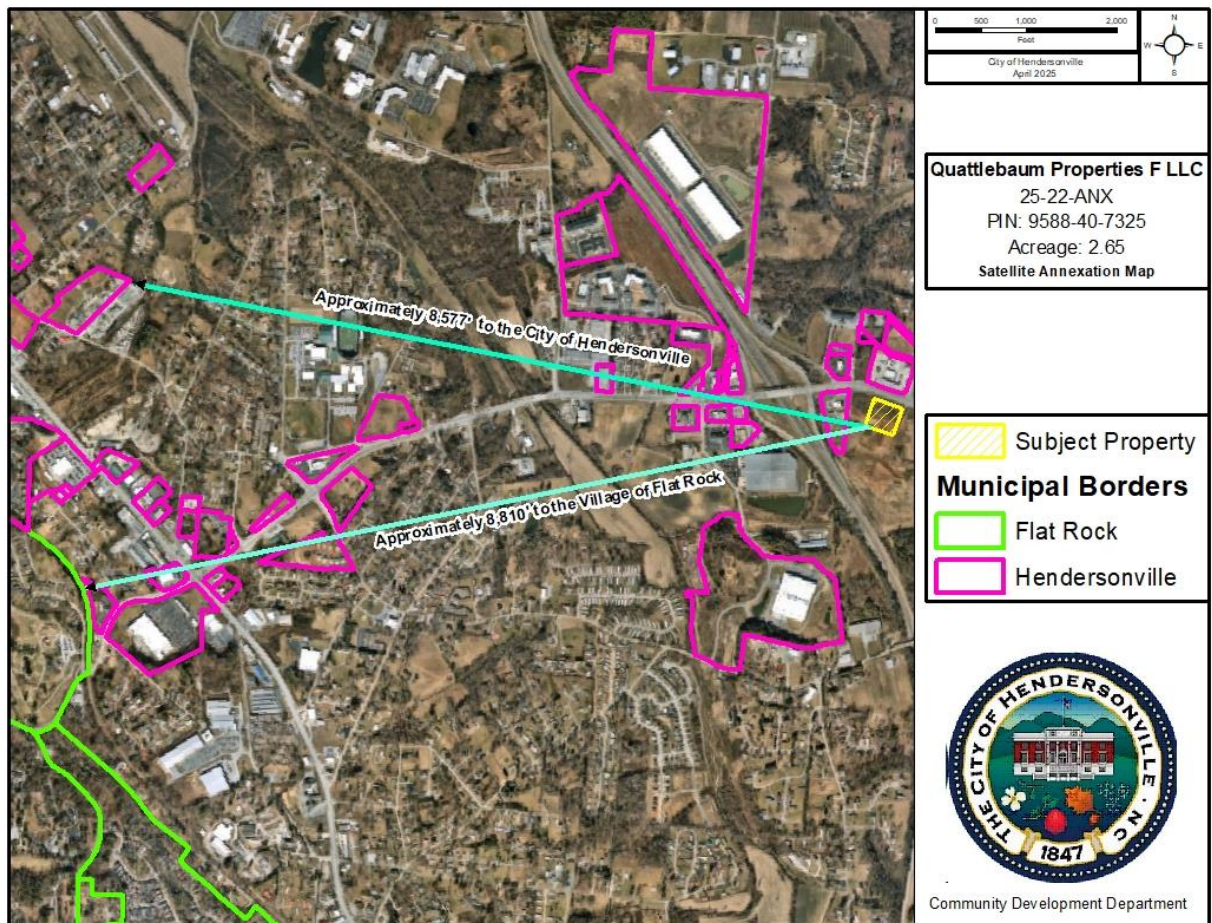 0 500 1,000 2,000
Feet
City of Hendersonville
April 2025
N
W E
S
Quattlebaum Properties F LLC
25-22-ANX
PIN: 9588-40-7325
Acreage: 2.65
Satellite Annexation Map
Approximately 8,577' to the City of Hendersonville
Approximately 8,810' to the Village of Flat Rock
Subject Property
Municipal Borders
Flat Rock
Hendersonville
THE CITY OF HENDERSONVILLE, NC
1847
Community Development Department